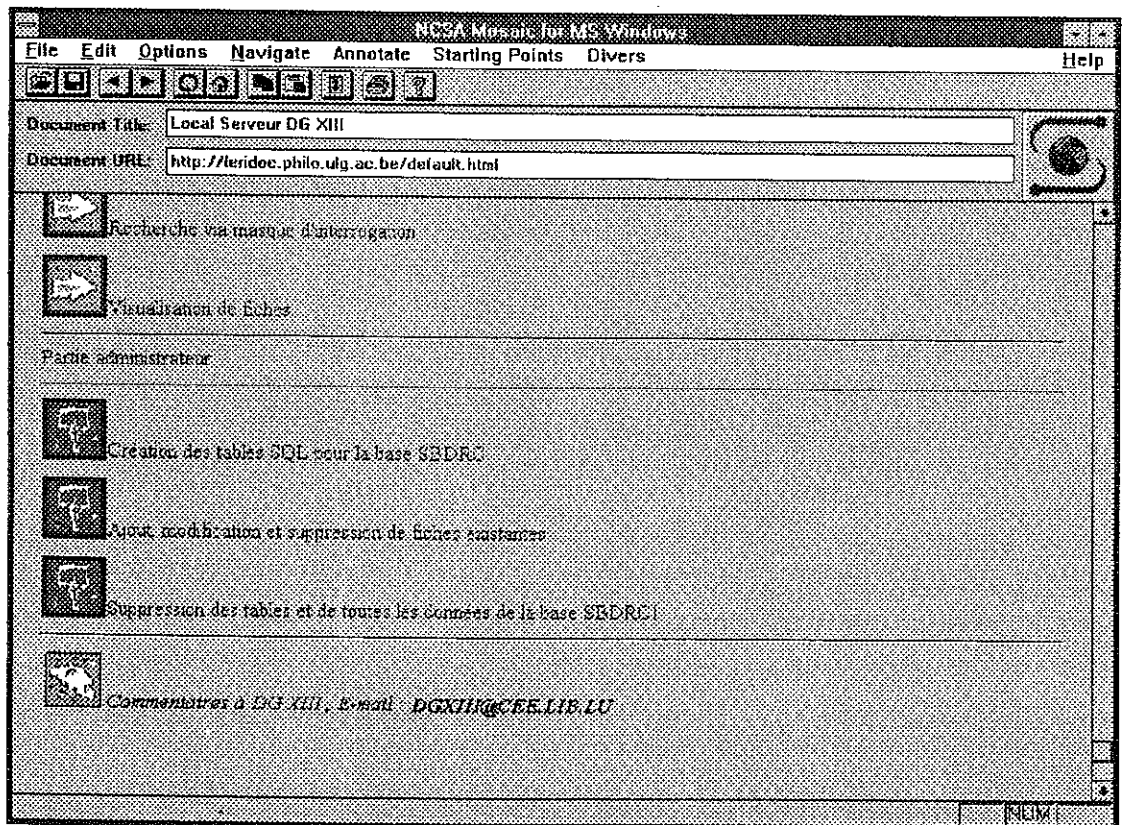 NCSA Mosaic for MS Windows
File Edit Options Navigate Annotate Starting Points Divers Help
Document Title: Local Serveur DG XIII
Document URL: http://leridoc.philo.ulg.ac.be/default.html
Recherche via masque d'interrogation
Visualisation de fiches
Partie administrateur
Création des tables SQL pour la base
Ajout, modification et suppression de fiches existantes
Suppression des tables et de toutes les données de la base
Commentaires à DG XIII, E-mail : DGXIII@CEE.LIB.LU
NUM